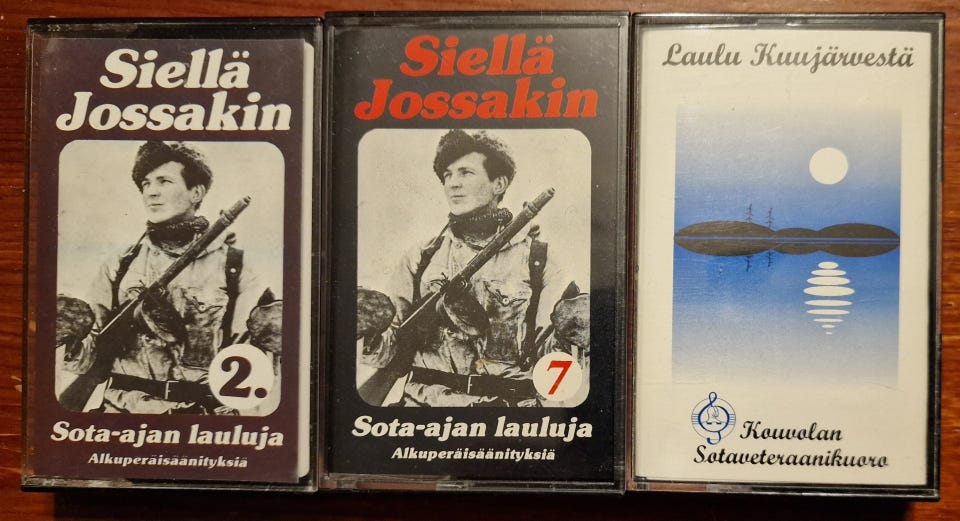 Siellä
Jossakin
2.
Sota-ajan lauluja
Alkuperäisäänityksiä
Siellä
Jossakin
7
Sota-ajan lauluja
Alkuperäisäänityksiä
Laulu Kuujärvestä
Kouvolan
Sotaveteraanikuoro